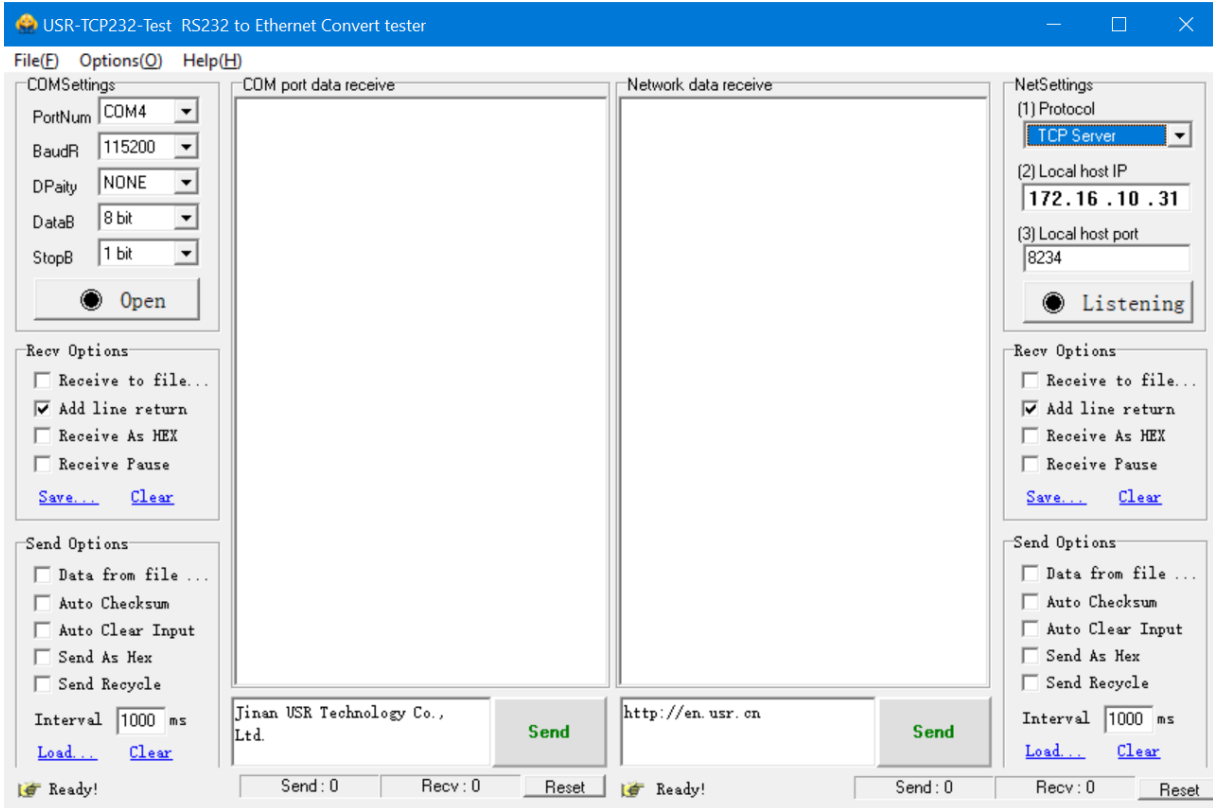 USR-TCP232-Test RS232 to Ethernet Convert tester
File(F) Options(O) Help(H)
COMSettings
PortNum COM4
BaudR 115200
DPaity NONE
DataB 8 bit
StopB 1 bit
Open
Recv Options
Receive to file...
Add line return
Receive As HEX
Receive Pause
Save... Clear
Send Options
Data from file ...
Auto Checksum
Auto Clear Input
Send As Hex
Send Recycle
Interval 1000 ms
Load... Clear
COM port data receive
Jinan USR Technology Co.,
Ltd.
Send
Network data receive
http://en.usr.cn
Send
NetSettings
(1) Protocol
TCP Server
(2) Local host IP
172.16 .10 .31
(3) Local host port
8234
Listening
Recv Options
Receive to file...
Add line return
Receive As HEX
Receive Pause
Save... Clear
Send Options
Data from file ...
Auto Checksum
Auto Clear Input
Send As Hex
Send Recycle
Interval 1000 ms
Load... Clear
Ready! Send : 0 Recv : 0 Reset Ready! Send : 0 Recv : 0 Reset